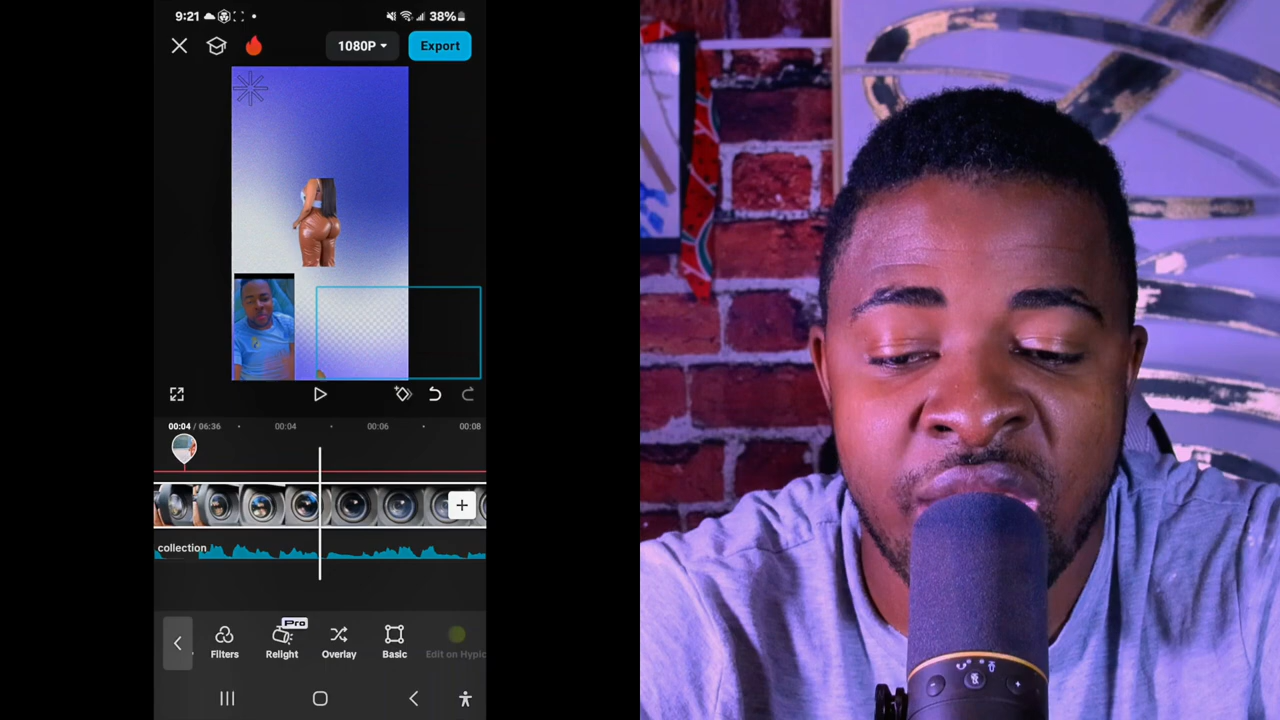 9:21
38%
1080P
Export
00:04 / 06:36
00:04
00:06
00:08
collection
Pro
Filters
Relight
Overlay
Basic
Edit on Hypic